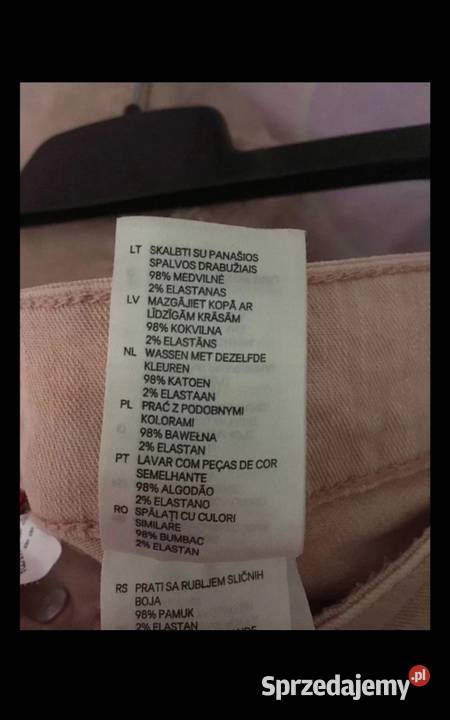 LT SKALBTI SU PANAŠIOS
SPALVOS DRABUŽIAIS
98% MEDVILNĖ
2% ELASTANAS
LV MAZGĀJIET KOPĀ AR
LĪDZĪGĀM KRĀSĀM
98% KOKVILNA
2% ELASTĀNS
NL WASSEN MET DEZELFDE
KLEUREN
98% KATOEN
2% ELASTAAN
PL PRAĆ Z PODOBNYMI
KOLORAMI
98% BAWEŁNA
2% ELASTAN
PT LAVAR COM PEÇAS DE COR
SEMELHANTE
98% ALGODÃO
2% ELASTANO
RO SPĂLAȚI CU CULORI
SIMILARE
98% BUMBAC
2% ELASTAN
RS PRATI SA RUBLJEM SLIČNIH
BOJA
98% PAMUK
2% ELASTAN
Sprzedajemy.pl